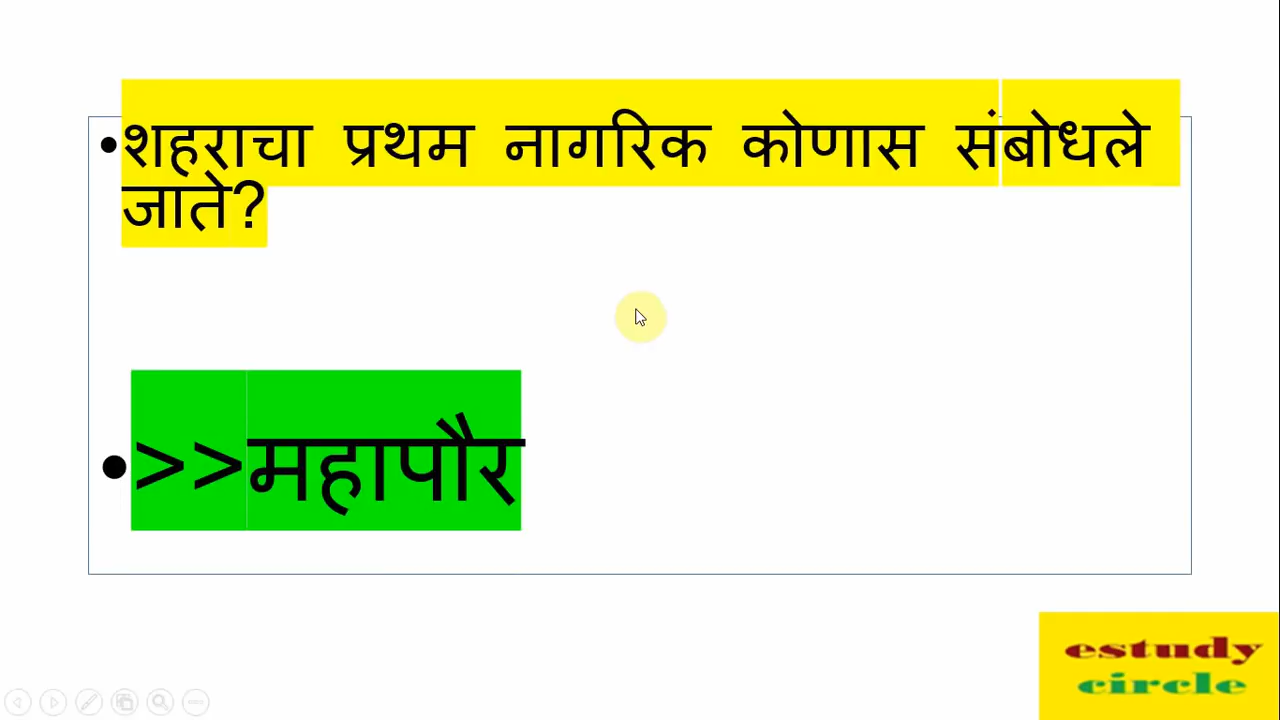 •शहराचा प्रथम नागरिक कोणास संबोधले
जाते?
•>>महापौर
estudy
circle